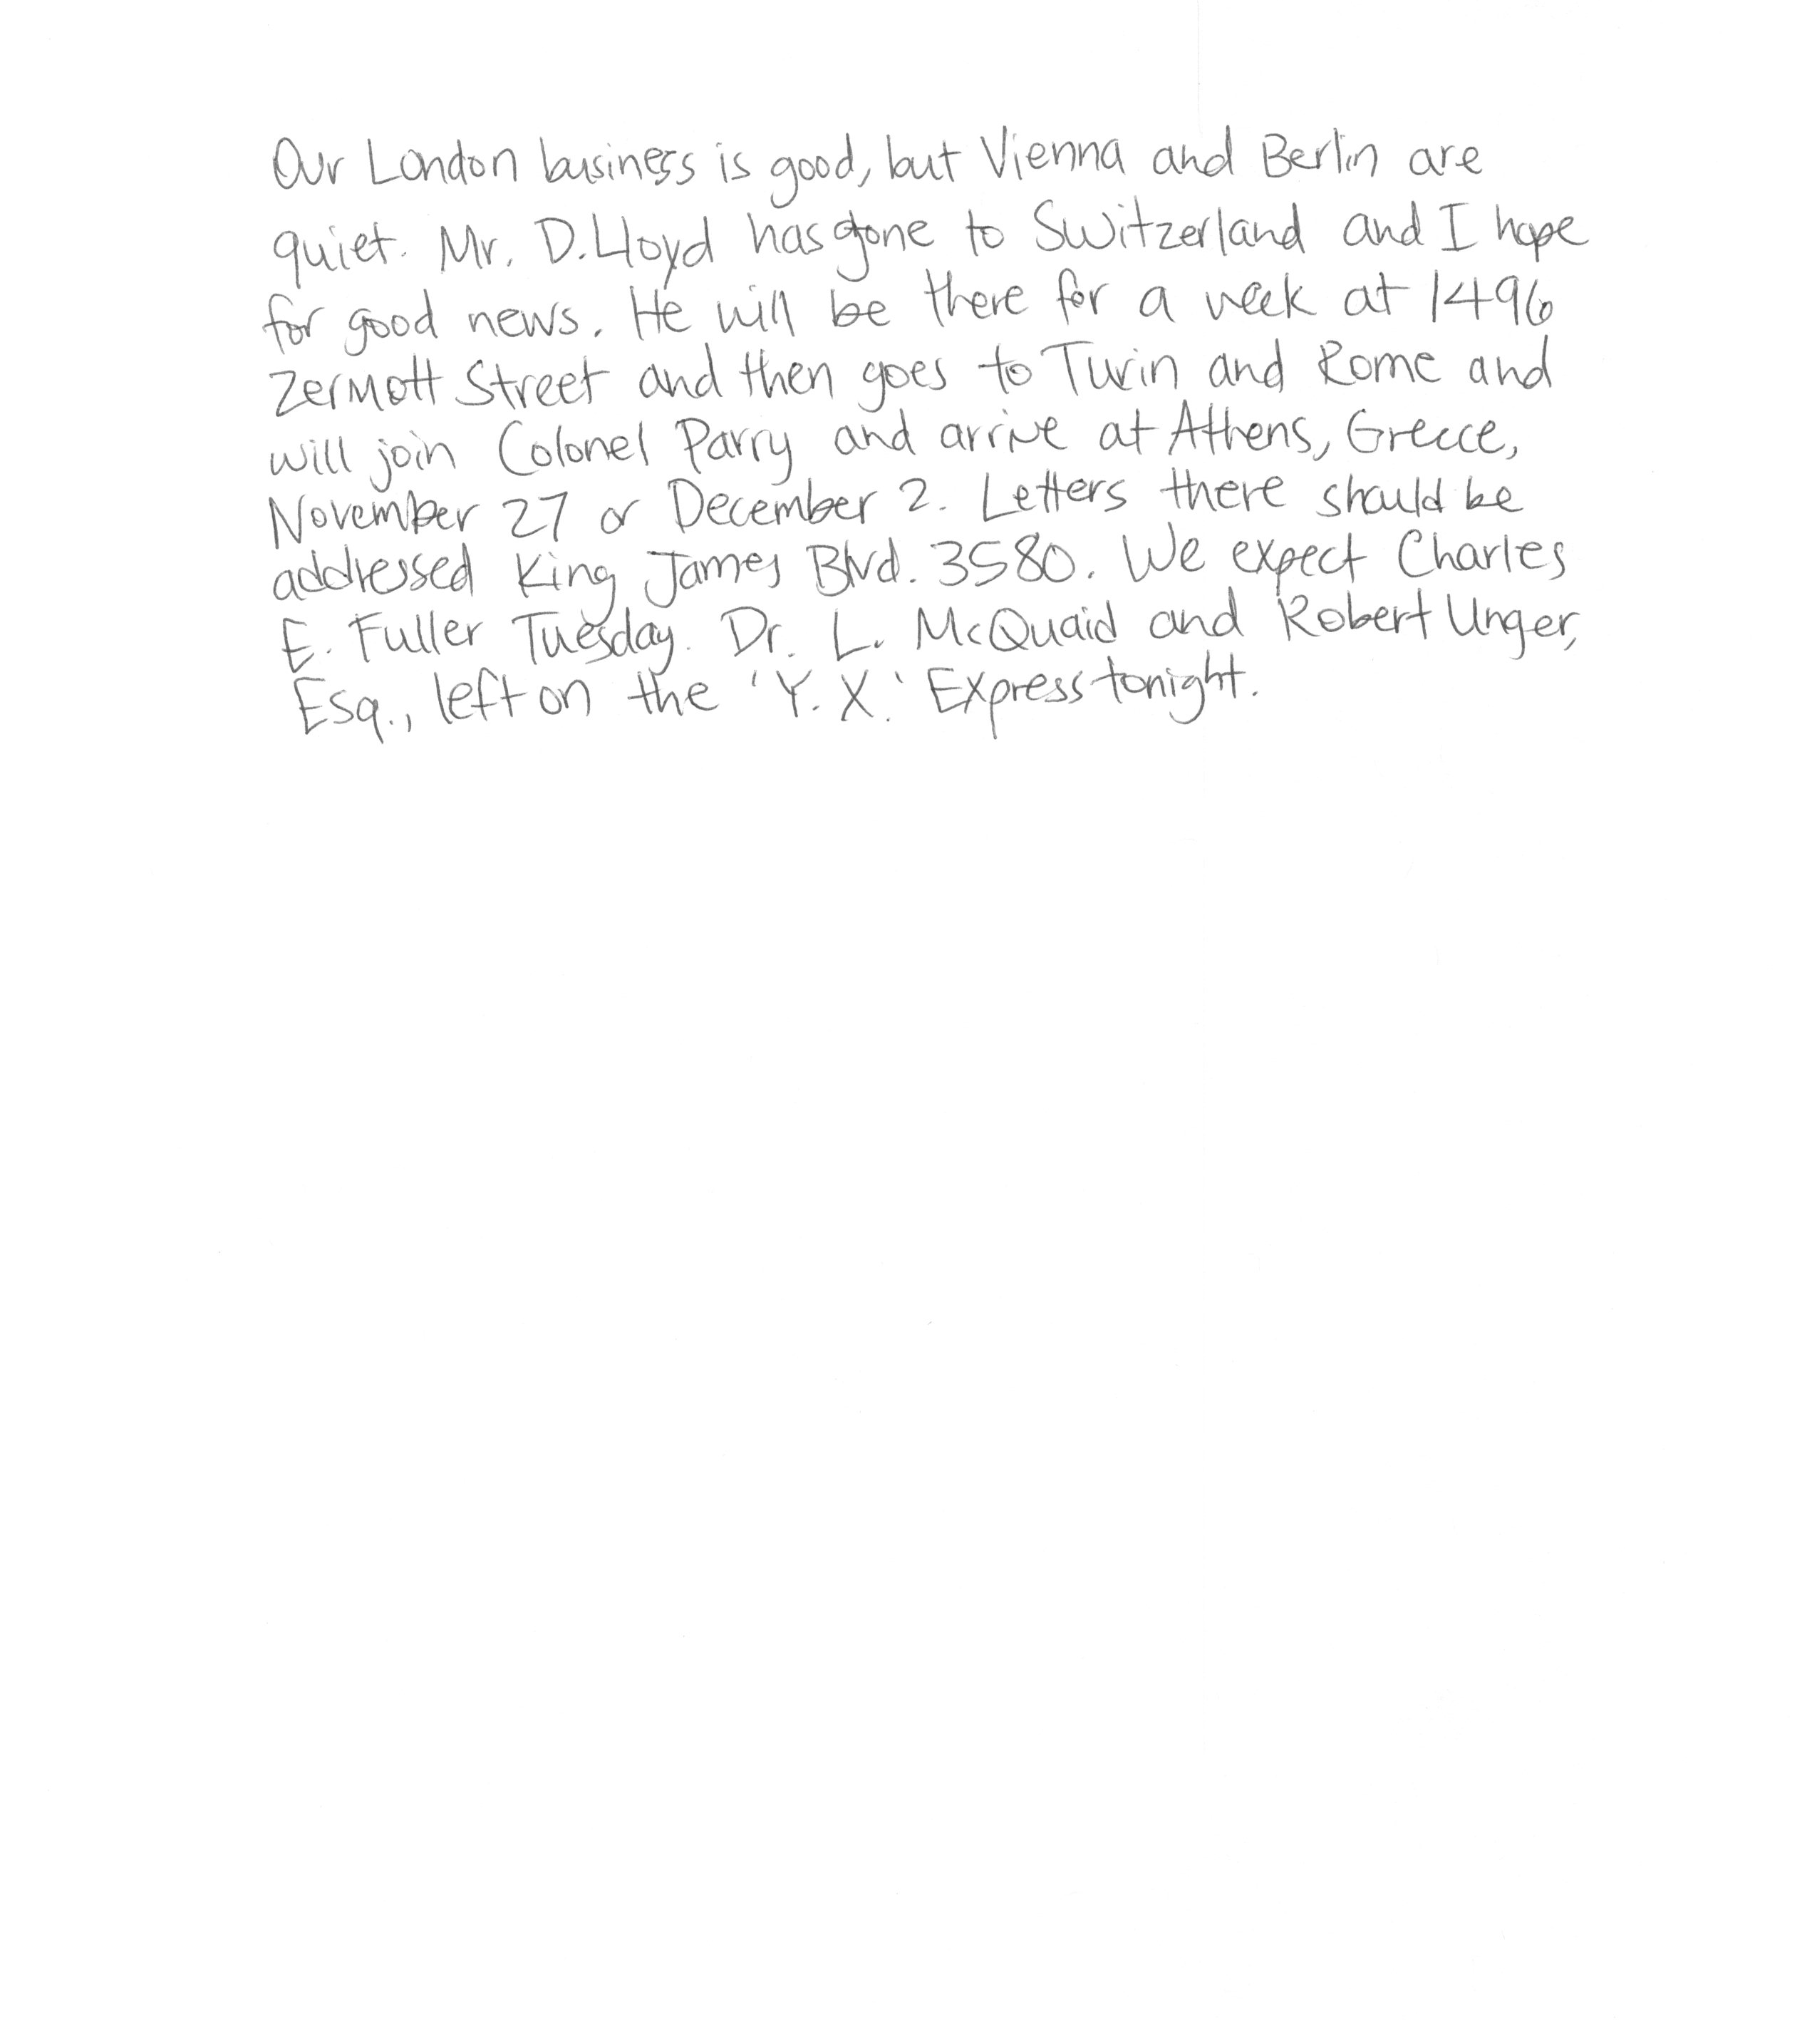 Our London business is good, but Vienna and Berlin are
quiet. Mr. D. Lloyd has gone to Switzerland and I hope
for good news. He will be there for a week at 1496
Zermott Street and then goes to Turin and Rome and
will join Colonel Parry and arrive at Athens, Greece,
November 27 or December 2. Letters there should be
addressed King James Blvd. 3580. We expect Charles
E. Fuller Tuesday. Dr. L. McQuaid and Robert Unger,
Esq., left on the 'Y.X.' Express tonight.